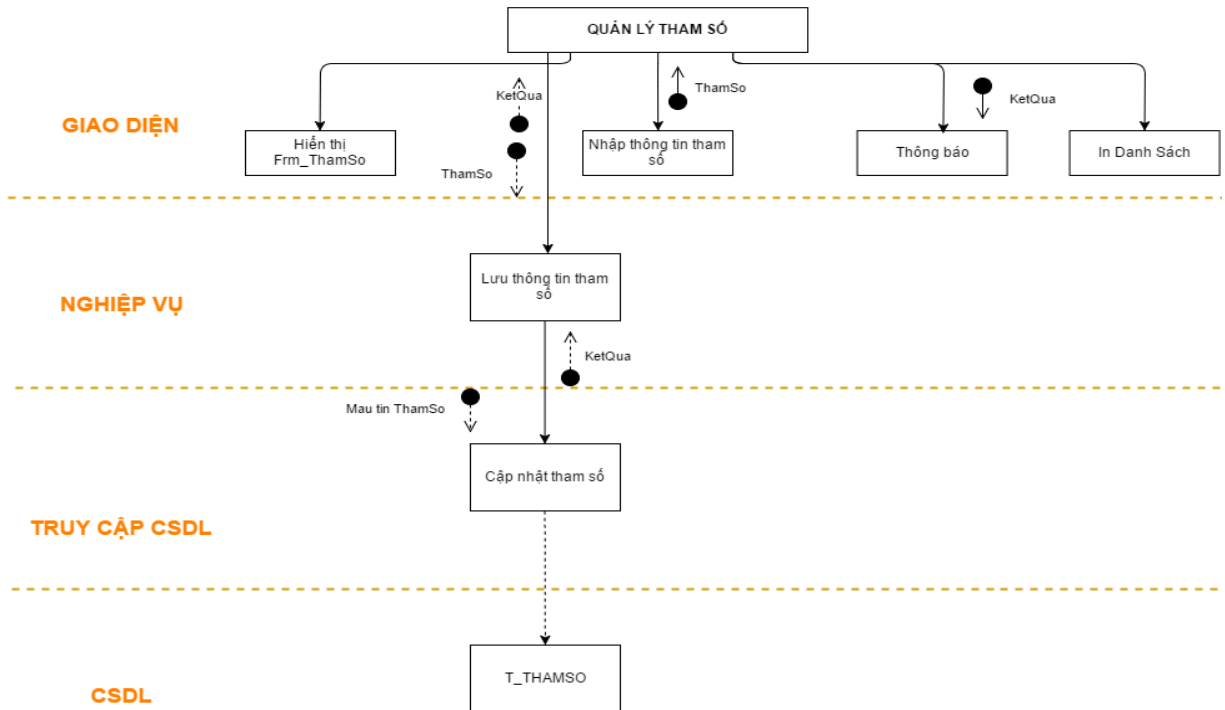 QUẢN LÝ THAM SỐ
KetQua
ThamSo
KetQua
GIAO DIỆN
Hiển thị
Frm_ThamSo
Nhập thông tin tham
số
Thông báo
In Danh Sách
ThamSo
Lưu thông tin tham
số
NGHIỆP VỤ
KetQua
Mau tin ThamSo
Cập nhật tham số
TRUY CẬP CSDL
T_THAMSO
CSDL